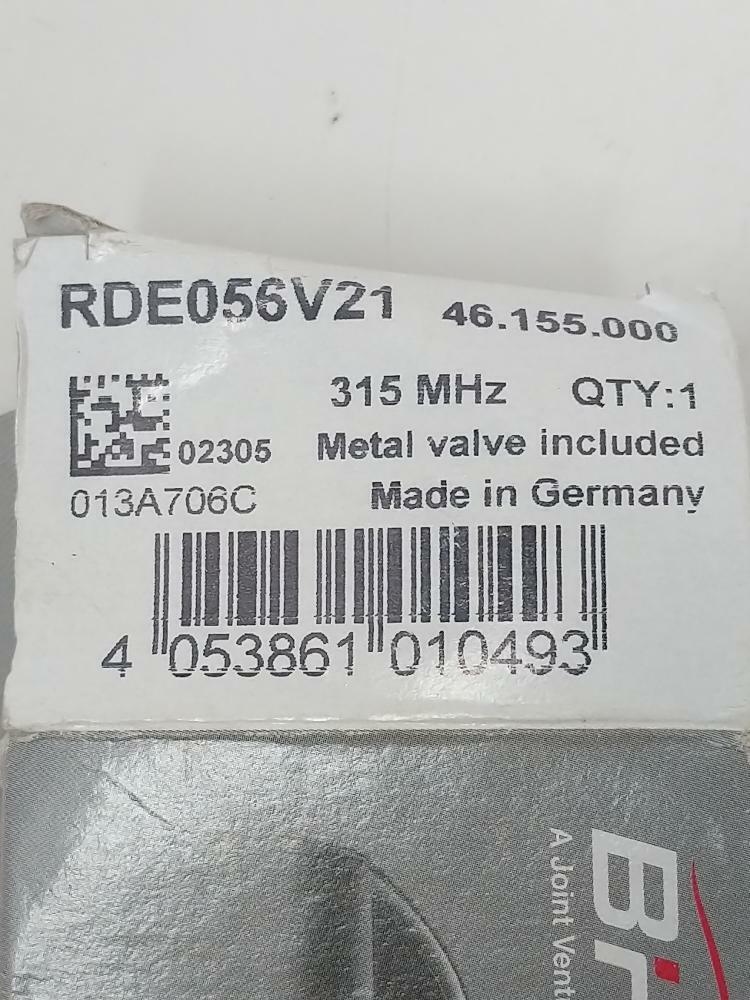 RDE056V21 46.155.000
315 MHz QTY:1
02305 Metal valve included
013A706C Made in Germany
4 053861 010493
A Joint